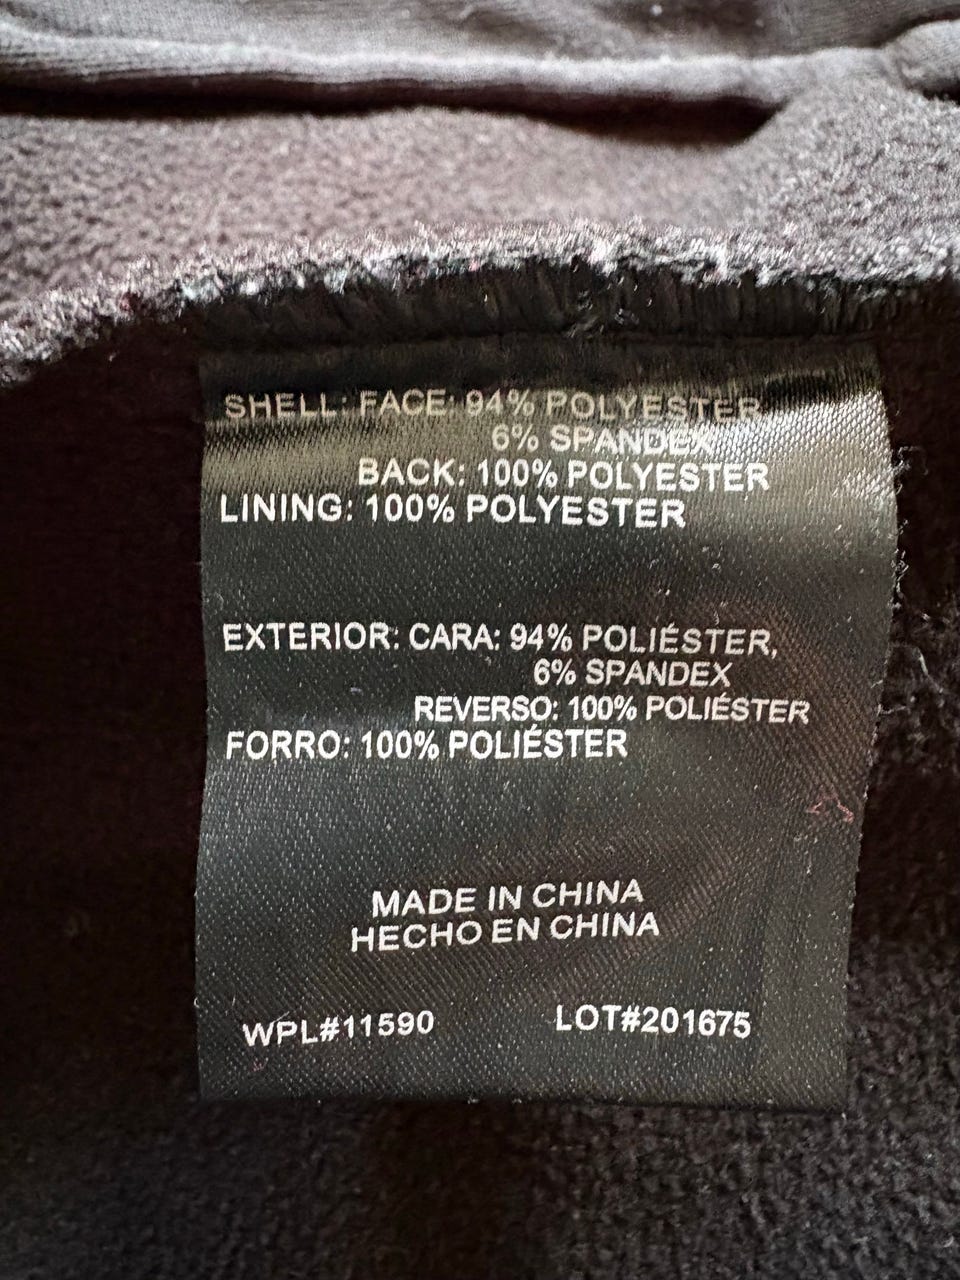 SHELL: FACE: 94% POLYESTER
6% SPANDEX
BACK: 100% POLYESTER
LINING: 100% POLYESTER
EXTERIOR: CARA: 94% POLIÉSTER,
6% SPANDEX
REVERSO: 100% POLIÉSTER
FORRO: 100% POLIÉSTER
MADE IN CHINA
HECHO EN CHINA
WPL#11590 LOT#201675